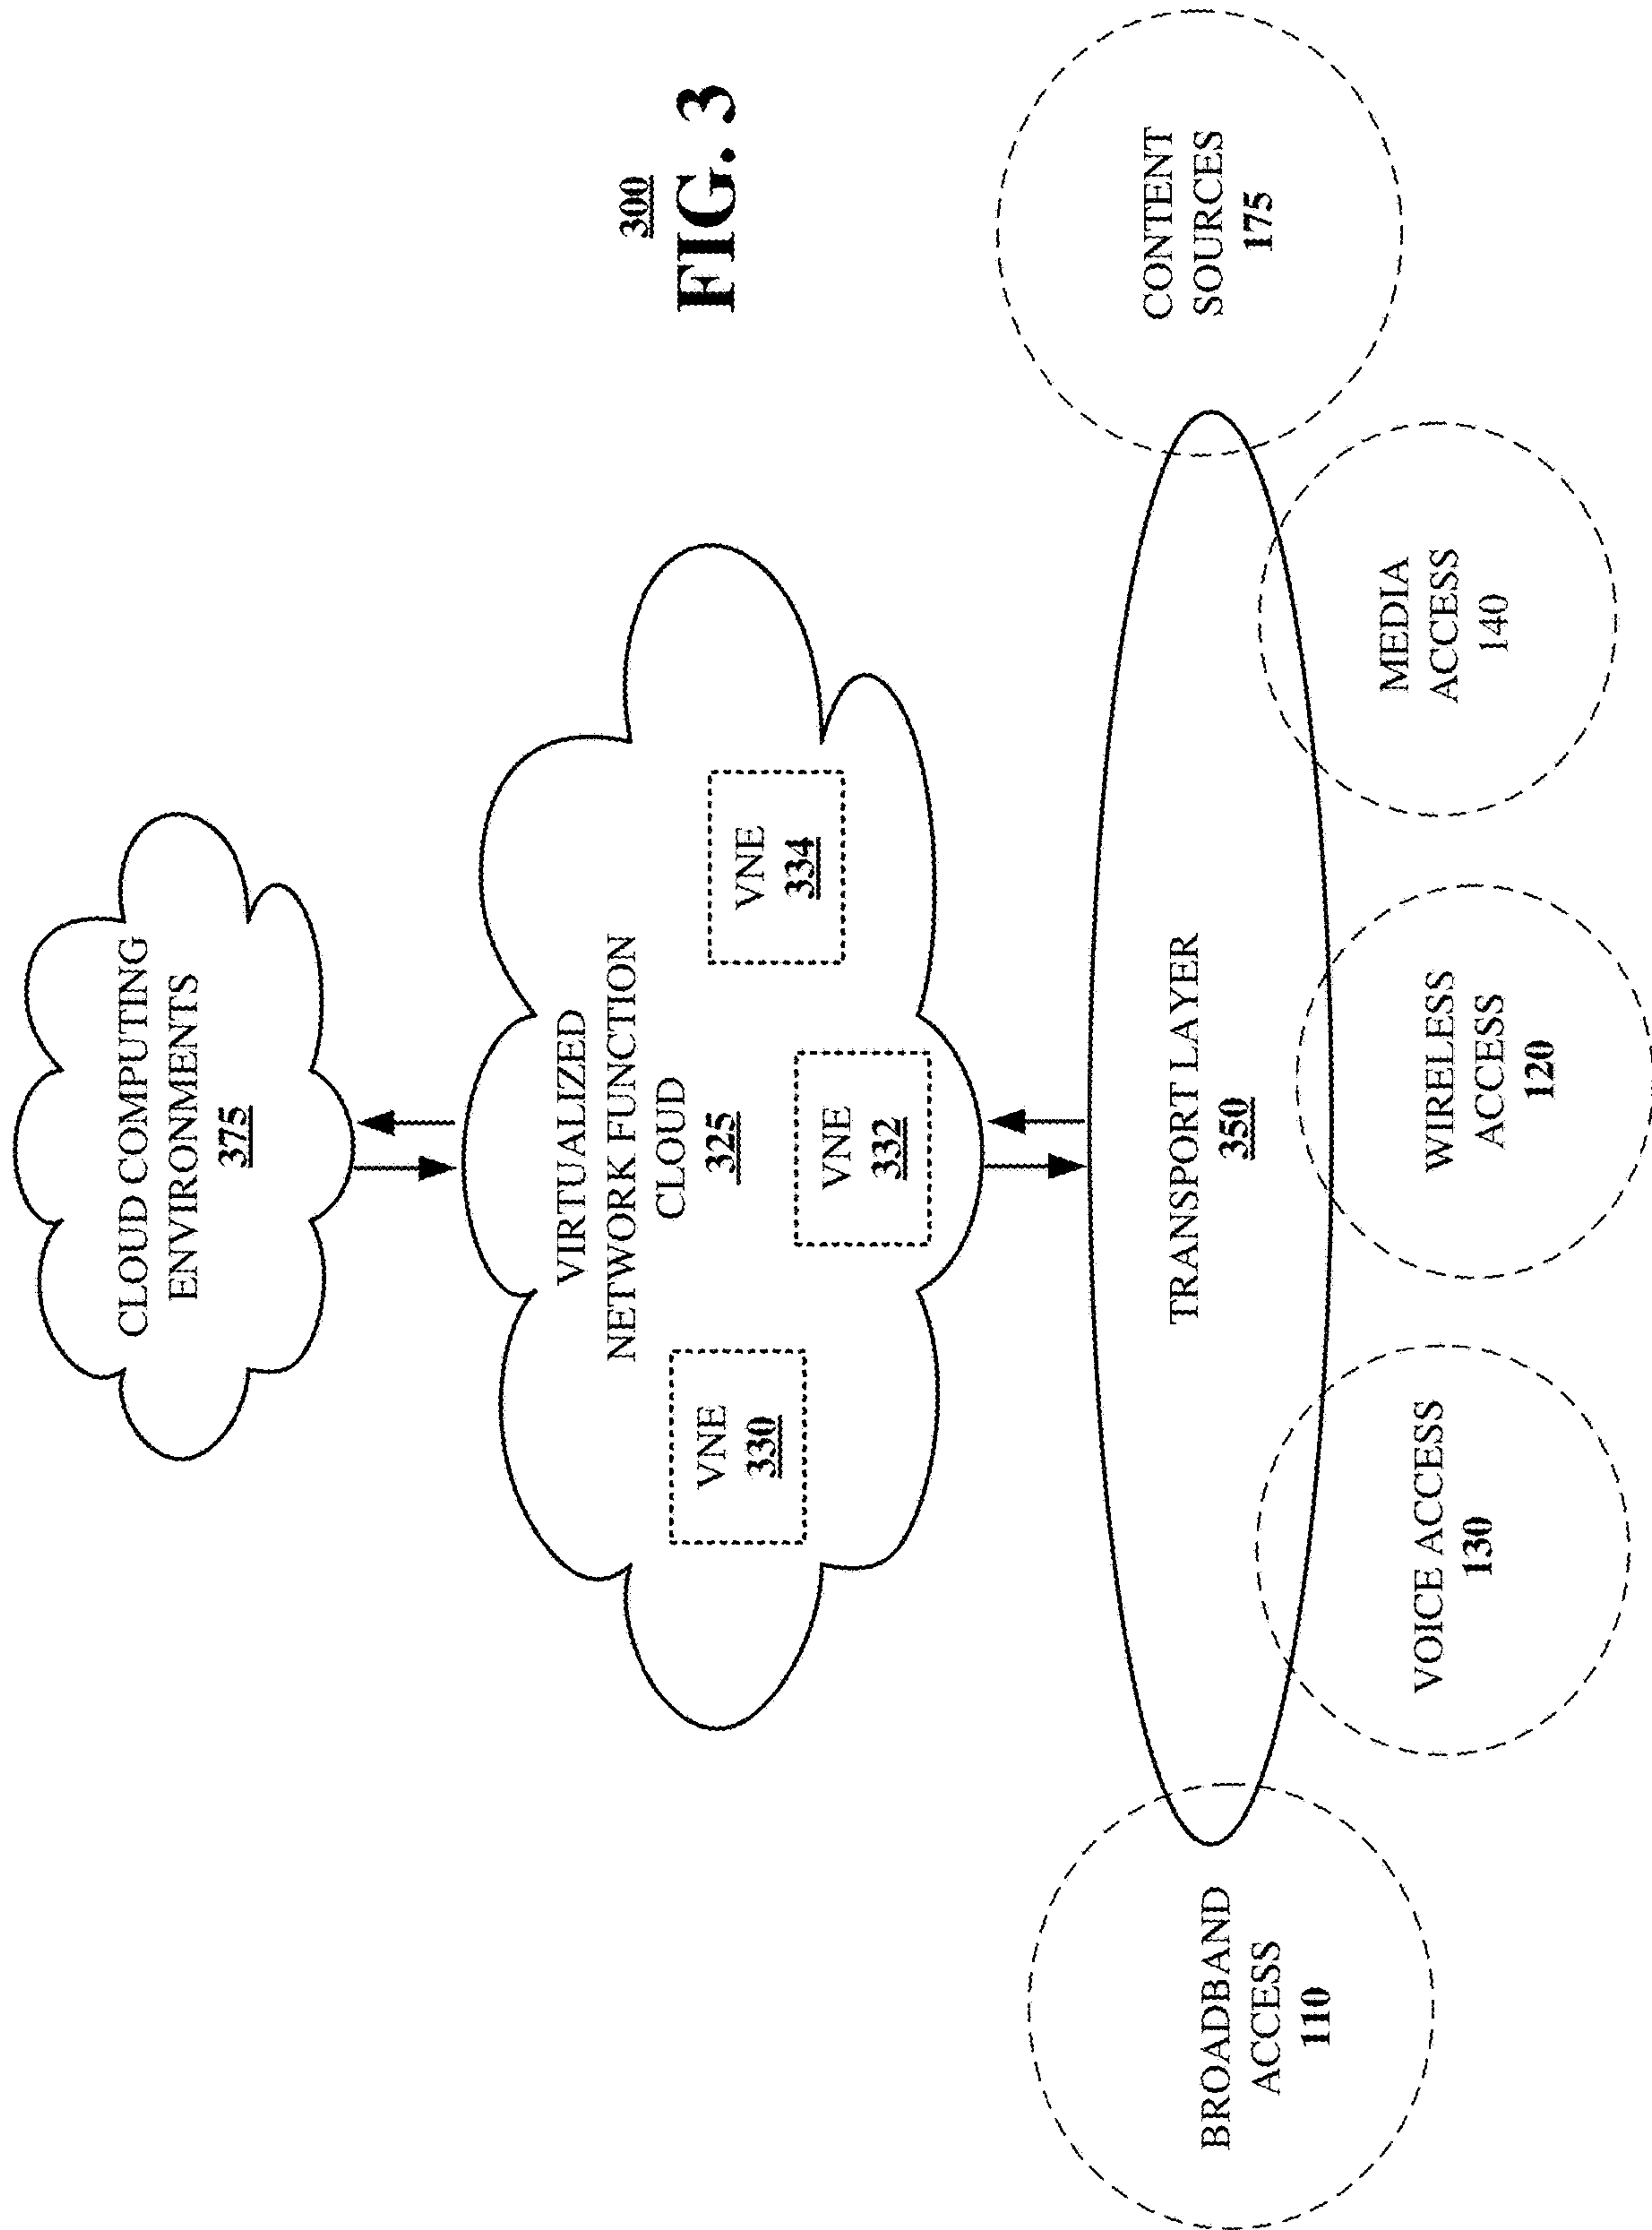 CLOUD COMPUTING
ENVIRONMENTS
375
VIRTUALIZED
NETWORK FUNCTION
CLOUD
325
VNE
330
VNE
332
VNE
334
300
FIG. 3
TRANSPORT LAYER
350
BROADBAND
ACCESS
110
VOICE ACCESS
130
WIRELESS
ACCESS
120
MEDIA
ACCESS
140
CONTENT
SOURCES
175